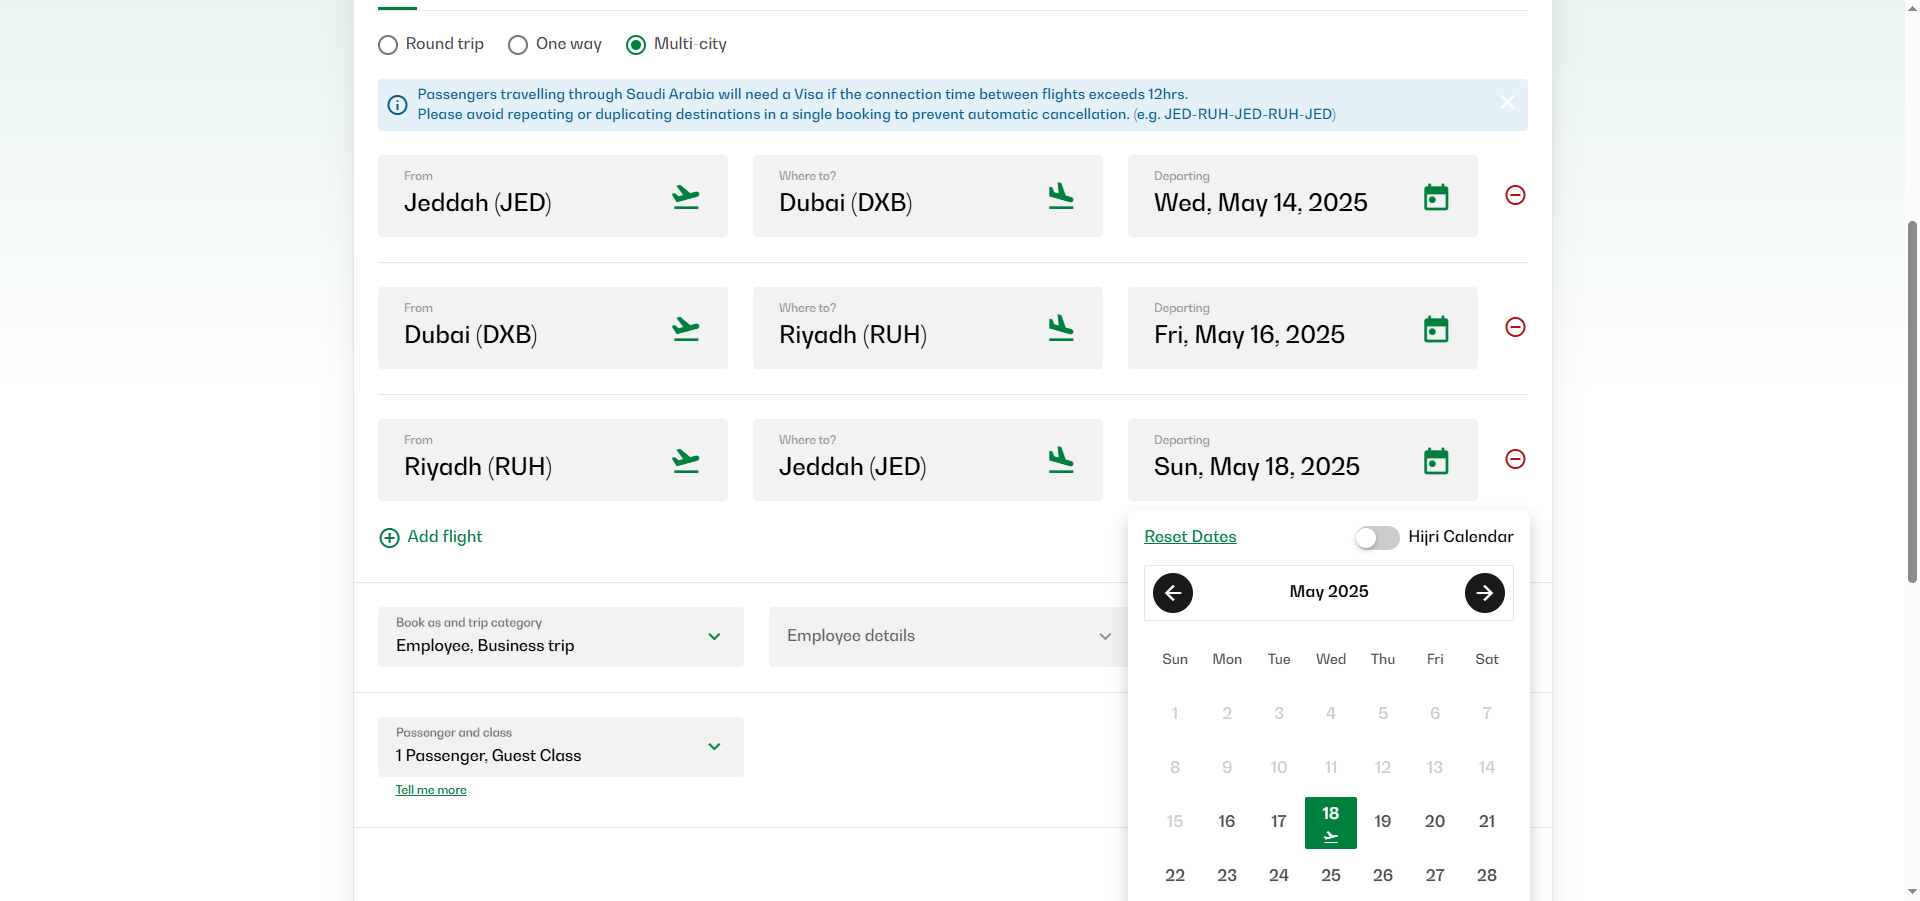 Round trip
One way
Multi-city
Passengers travelling through Saudi Arabia will need a Visa if the connection time between flights exceeds 12hrs.
Please avoid repeating or duplicating destinations in a single booking to prevent automatic cancellation. (e.g. JED-RUH-JED-RUH-JED)
From
Jeddah (JED)
Where to?
Dubai (DXB)
Departing
Wed, May 14, 2025
From
Dubai (DXB)
Where to?
Riyadh (RUH)
Departing
Fri, May 16, 2025
From
Riyadh (RUH)
Where to?
Jeddah (JED)
Departing
Sun, May 18, 2025
Add flight
Reset Dates
Hijri Calendar
May 2025
Sun Mon Tue Wed Thu Fri Sat
1 2 3 4 5 6 7
8 9 10 11 12 13 14
15 16 17 18 19 20 21
22 23 24 25 26 27 28
Book as and trip category
Employee, Business trip
Employee details
Passenger and class
1 Passenger, Guest Class
Tell me more